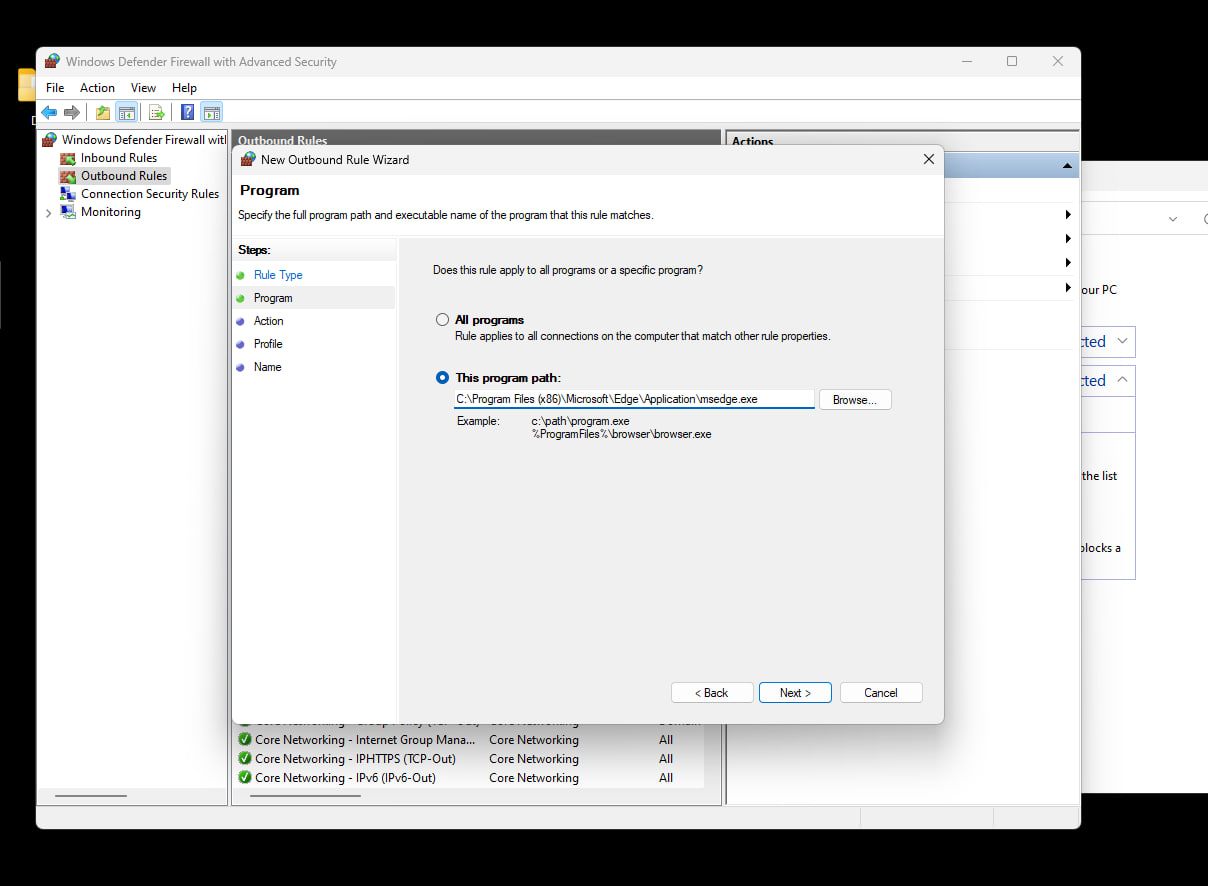 Windows Defender Firewall with Advanced Security
File Action View Help
Windows Defender Firewall wit
Inbound Rules
Outbound Rules
Connection Security Rules
Monitoring
Outbound Rules
Actions
New Outbound Rule Wizard
Program
Specify the full program path and executable name of the program that this rule matches.
Steps:
Rule Type
Program
Action
Profile
Name
Does this rule apply to all programs or a specific program?
All programs
Rule applies to all connections on the computer that match other rule properties.
This program path:
C:\Program Files (x86)\Microsoft\Edge\Application\msedge.exe
Browse...
Example: c:\path\program.exe
%ProgramFiles%\browser\browser.exe
< Back Next > Cancel
Core Networking - Internet Group Mana... Core Networking All
Core Networking - IPHTTPS (TCP-Out) Core Networking All
Core Networking - IPv6 (IPv6-Out) Core Networking All
our PC
cted
cted
the list
blocks a